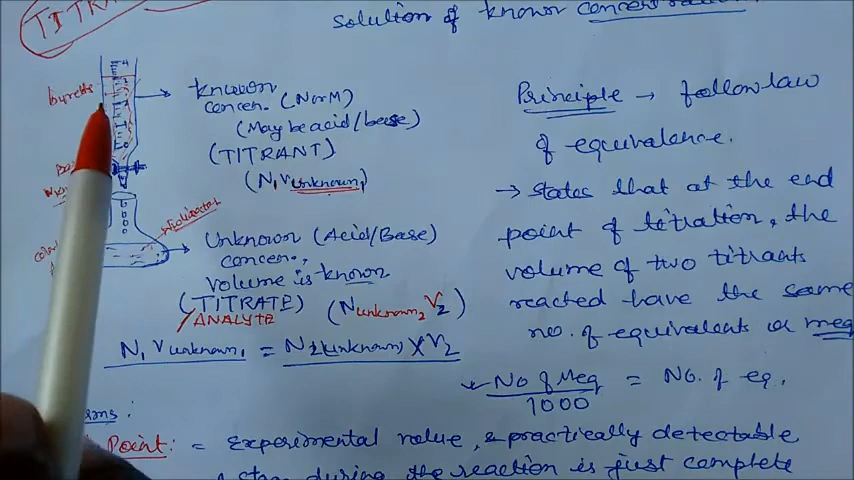 solution of known
burette
known
concen. (N or M)
(May be acid/base)
(TITRANT)
(N1 V unknown1)
Indicator
Unknown (Acid/Base)
concen.,
volume is known
(TITRATE)
/ANALYTE
(N unknown2 V2)
N1 V unknown1 = N2(unknown) X V2
Principle → follow law
of equivalence.
→ states that at the end
point of titration, the
volume of two titrants
reacted have the same
no. of equivalents or meq
No of Meq = No. of eq.
1000
Point: = Experimental value, & practically detectable
during the reaction is just complete